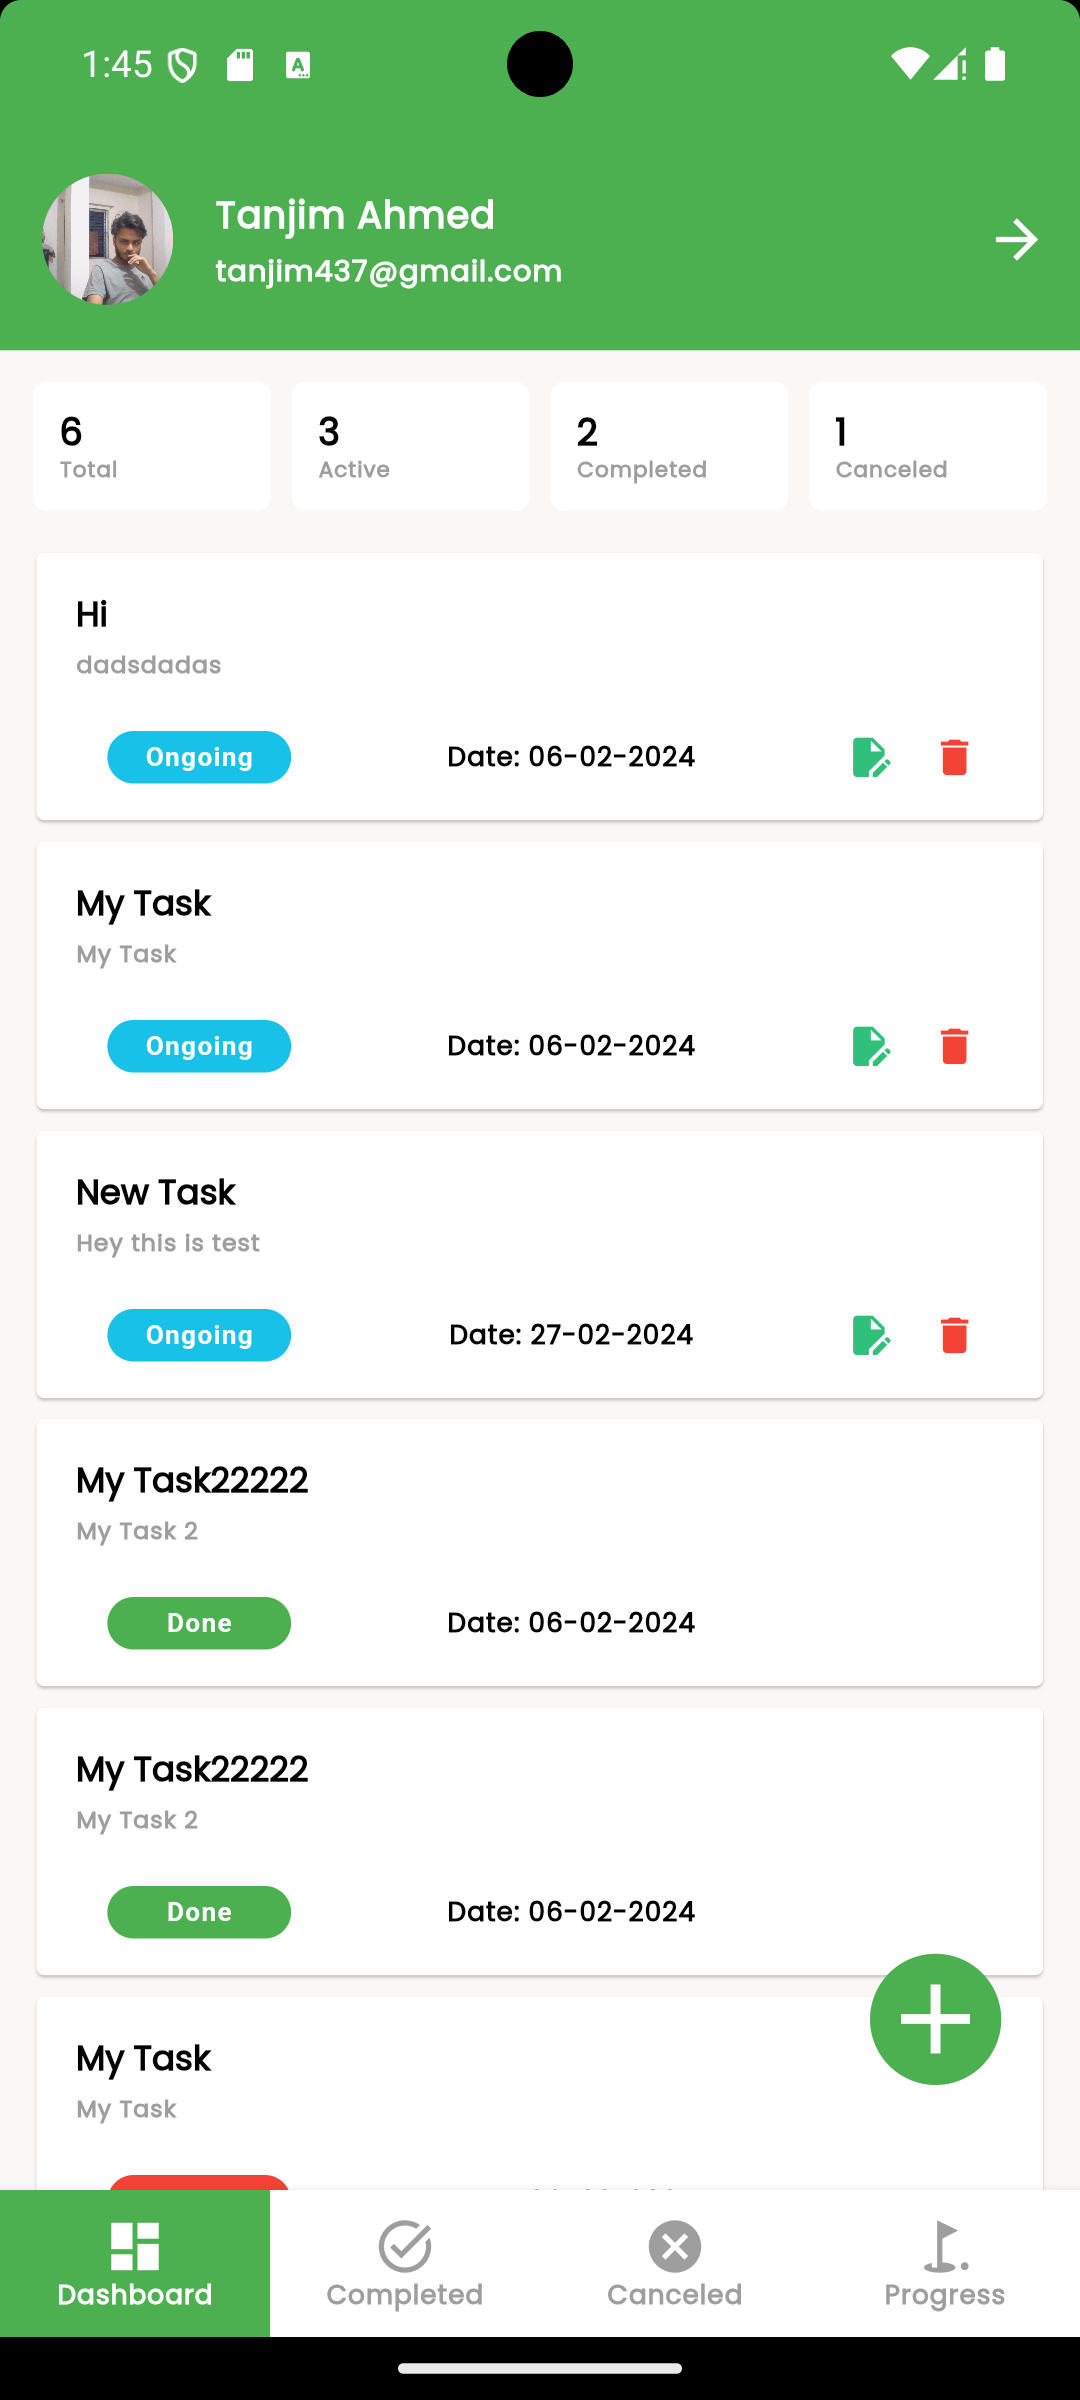 1:45
Tanjim Ahmed
tanjim437@gmail.com
6
Total
3
Active
2
Completed
1
Canceled
Hi
dadsdadas
Ongoing
Date: 06-02-2024
My Task
My Task
Ongoing
Date: 06-02-2024
New Task
Hey this is test
Ongoing
Date: 27-02-2024
My Task22222
My Task 2
Done
Date: 06-02-2024
My Task22222
My Task 2
Done
Date: 06-02-2024
My Task
My Task
Dashboard
Completed
Canceled
Progress